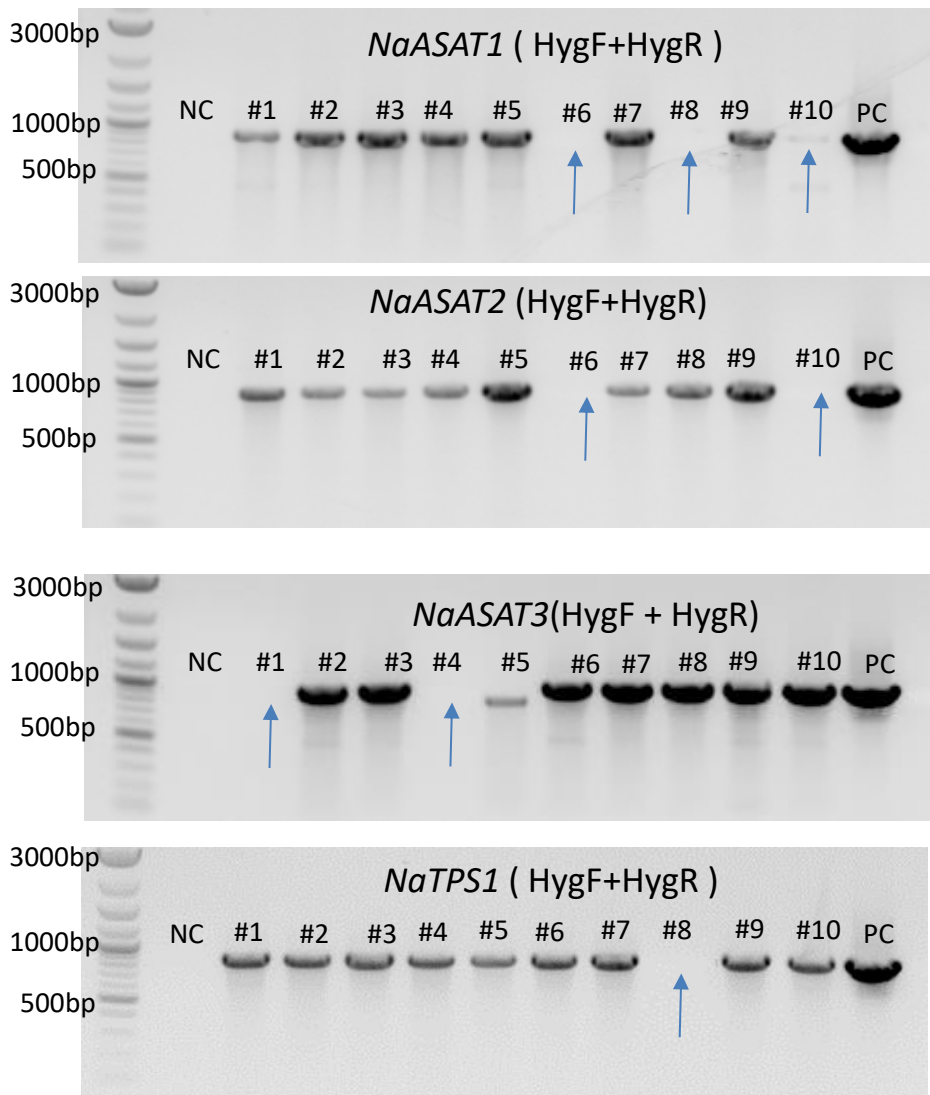 3000bp
NaASAT1 ( HygF+HygR )
NC #1 #2 #3 #4 #5 #6 #7 #8 #9 #10 PC
1000bp
500bp
3000bp
NaASAT2 (HygF+HygR)
NC #1 #2 #3 #4 #5 #6 #7 #8 #9 #10 PC
1000bp
500bp
3000bp
NaASAT3(HygF + HygR)
NC #1 #2 #3 #4 #5 #6 #7 #8 #9 #10 PC
1000bp
500bp
3000bp
NaTPS1 ( HygF+HygR )
NC #1 #2 #3 #4 #5 #6 #7 #8 #9 #10 PC
1000bp
500bp